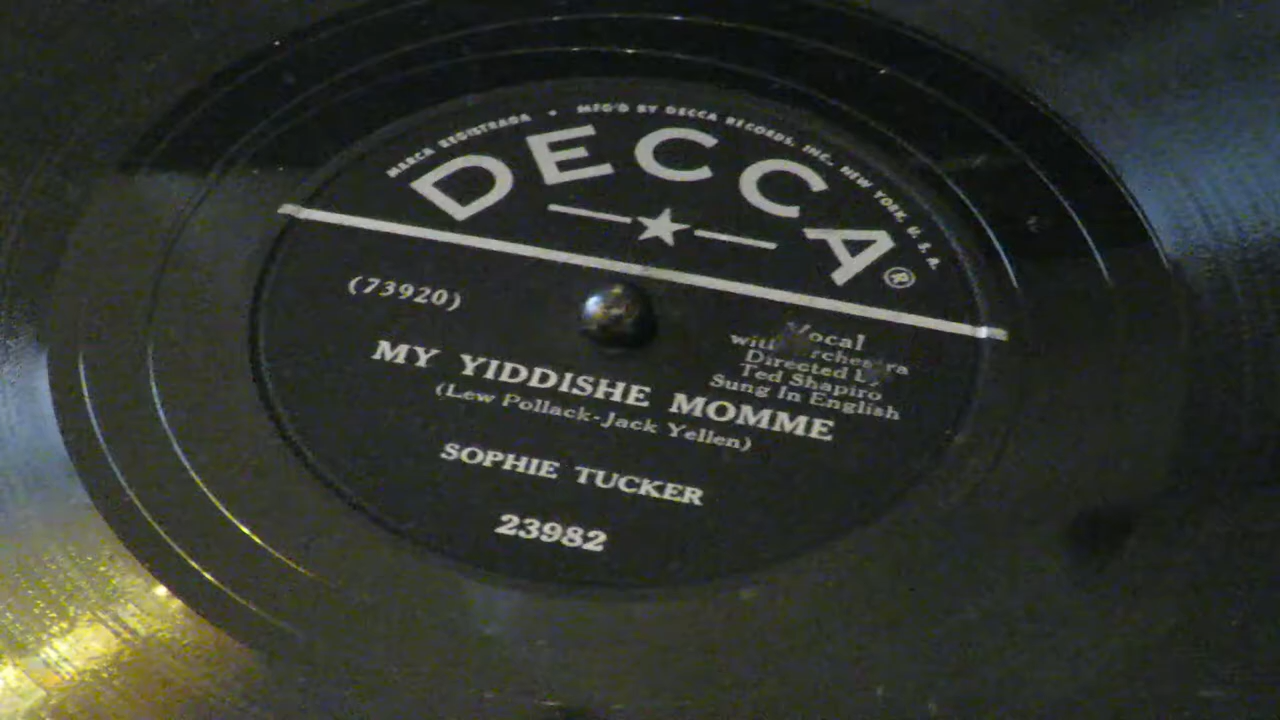 MARCA REGISTRADA • MFG'D BY DECCA RECORDS, INC. NEW YORK, U.S.A.
DECCA®
(73920)
Vocal
Directed
Ted Shapiro
Sung in English
MY YIDDISHE MOMME
(Lew Pollack-Jack Yellen)
SOPHIE TUCKER
23982